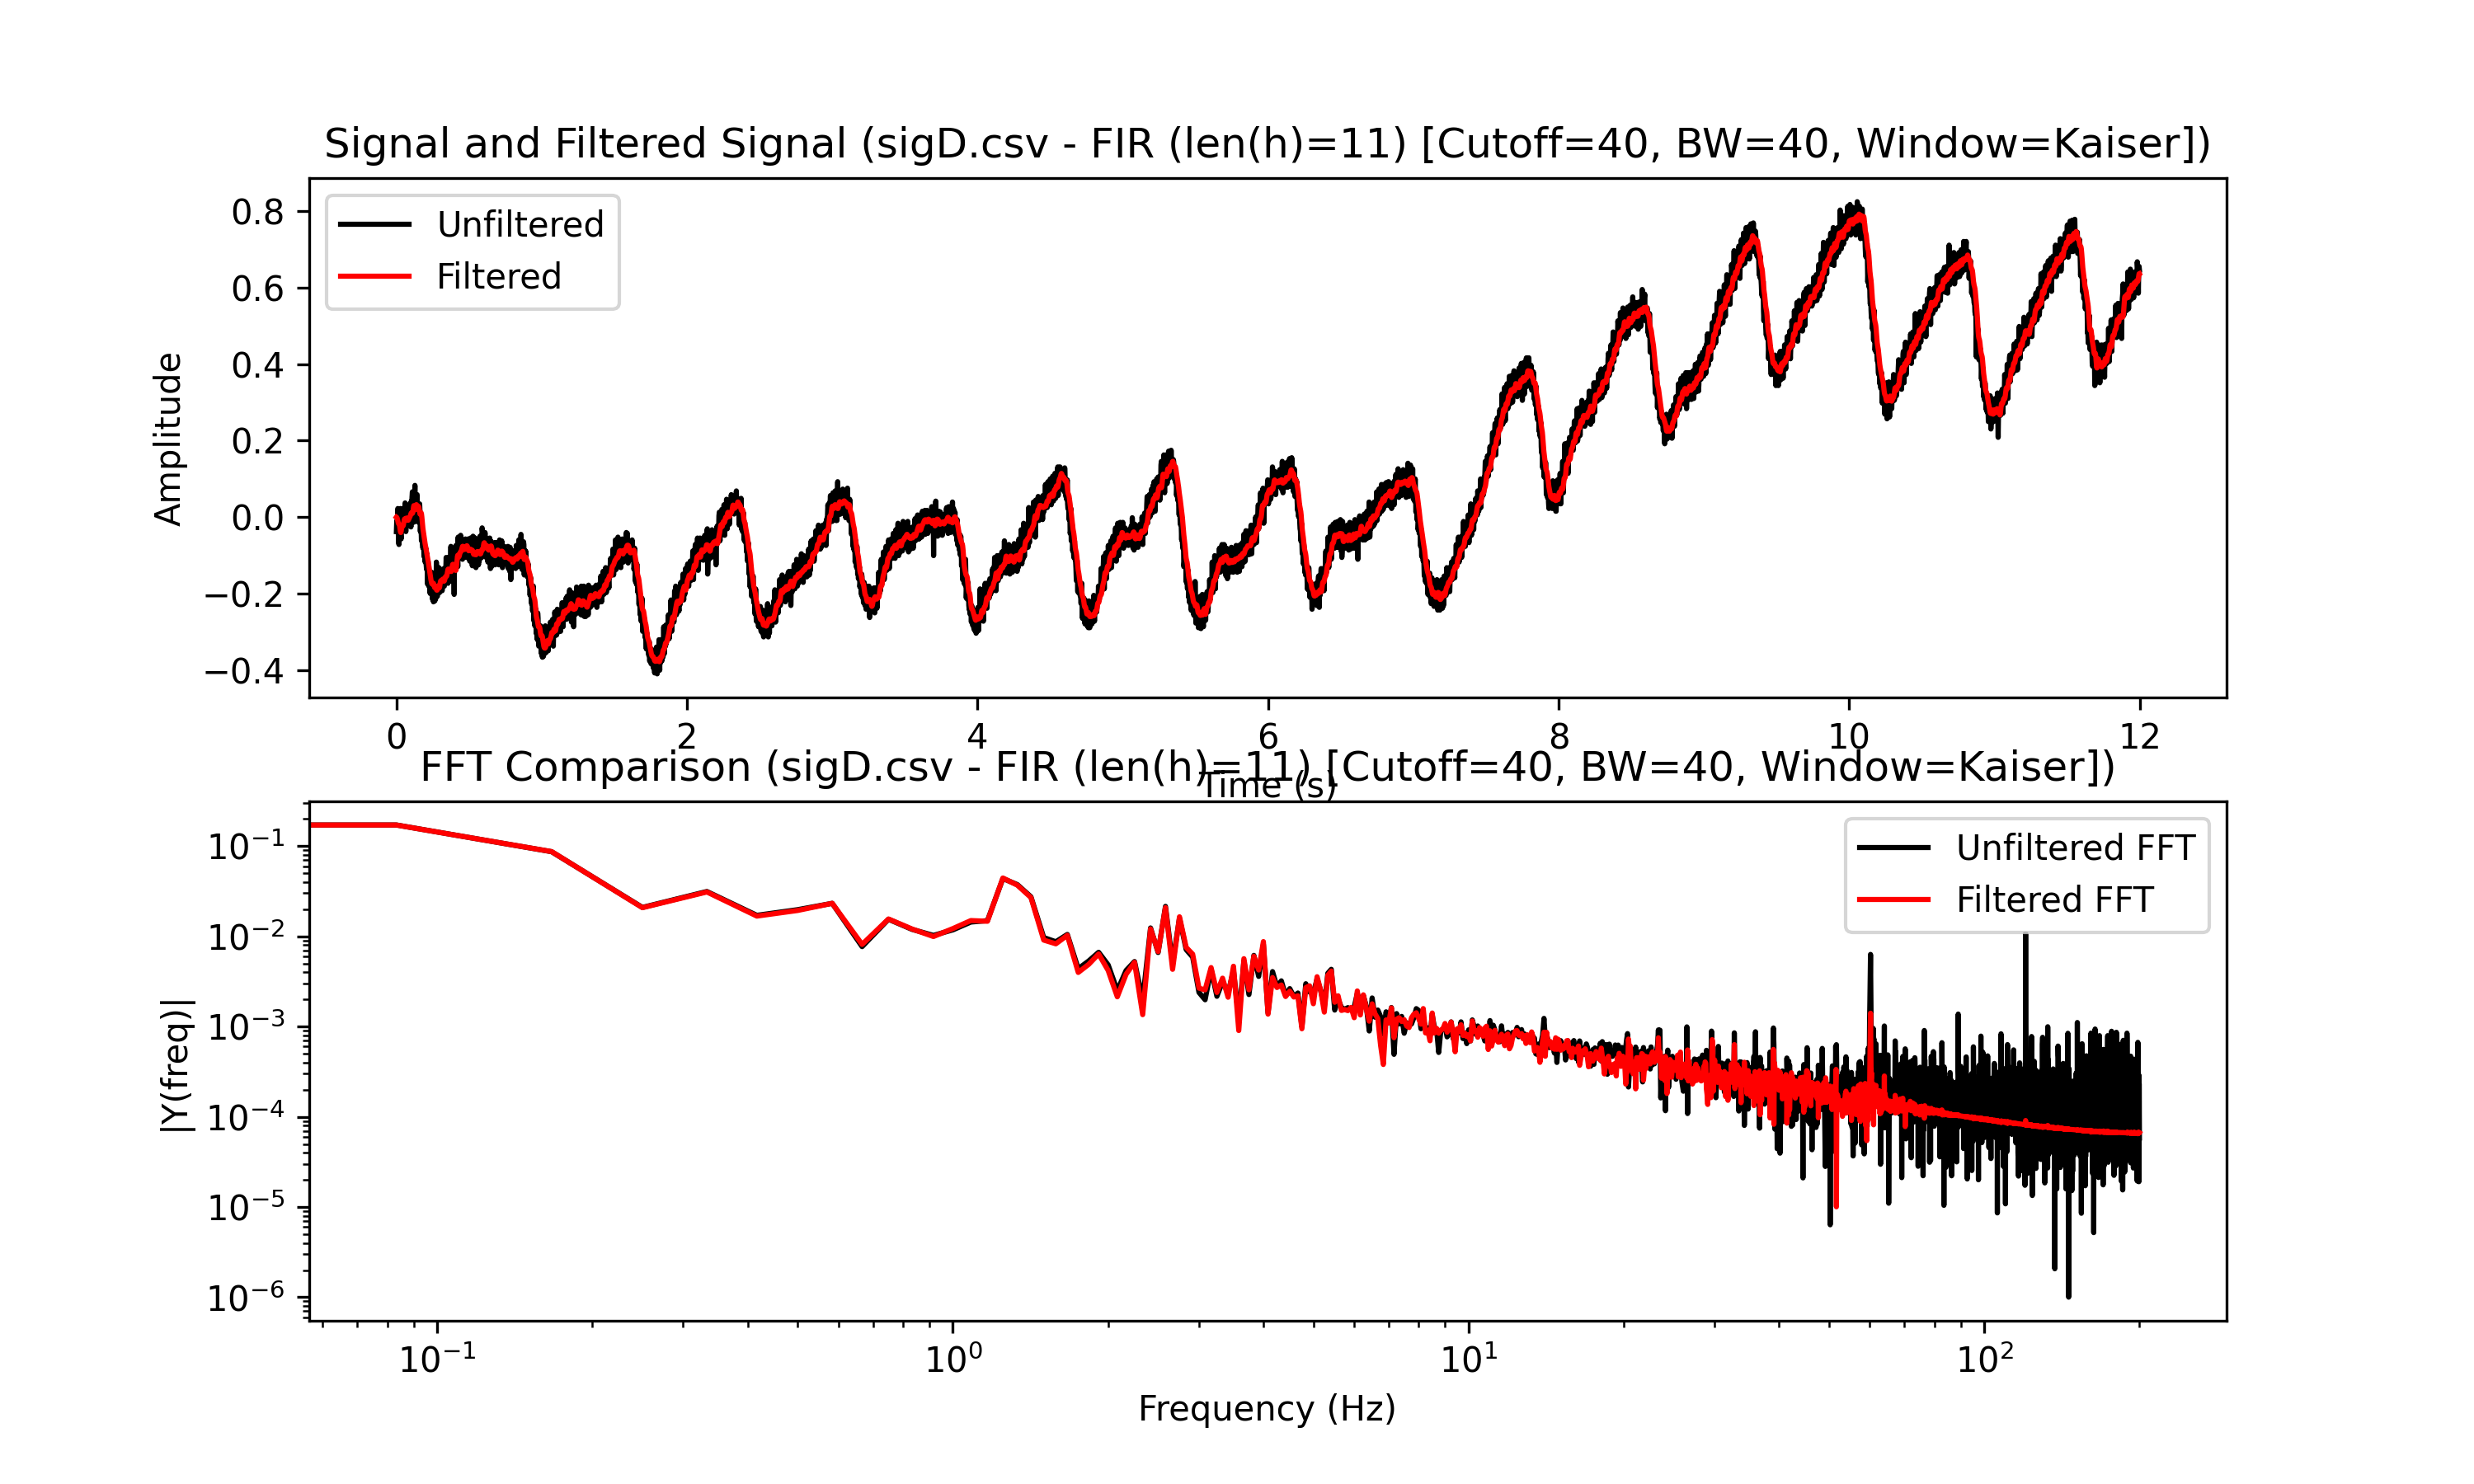 Signal and Filtered Signal (sigD.csv - FIR (len(h)=11) [Cutoff=40, BW=40, Window=Kaiser])
Unfiltered
Filtered
Amplitude
0.8
0.6
0.4
0.2
0.0
−0.2
−0.4
0 2 4 6 8 10 12
Time (s)
FFT Comparison (sigD.csv - FIR (len(h)=11) [Cutoff=40, BW=40, Window=Kaiser])
Unfiltered FFT
Filtered FFT
|Y(freq)|
10⁻¹
10⁻²
10⁻³
10⁻⁴
10⁻⁵
10⁻⁶
10⁻¹ 10⁰ 10¹ 10²
Frequency (Hz)